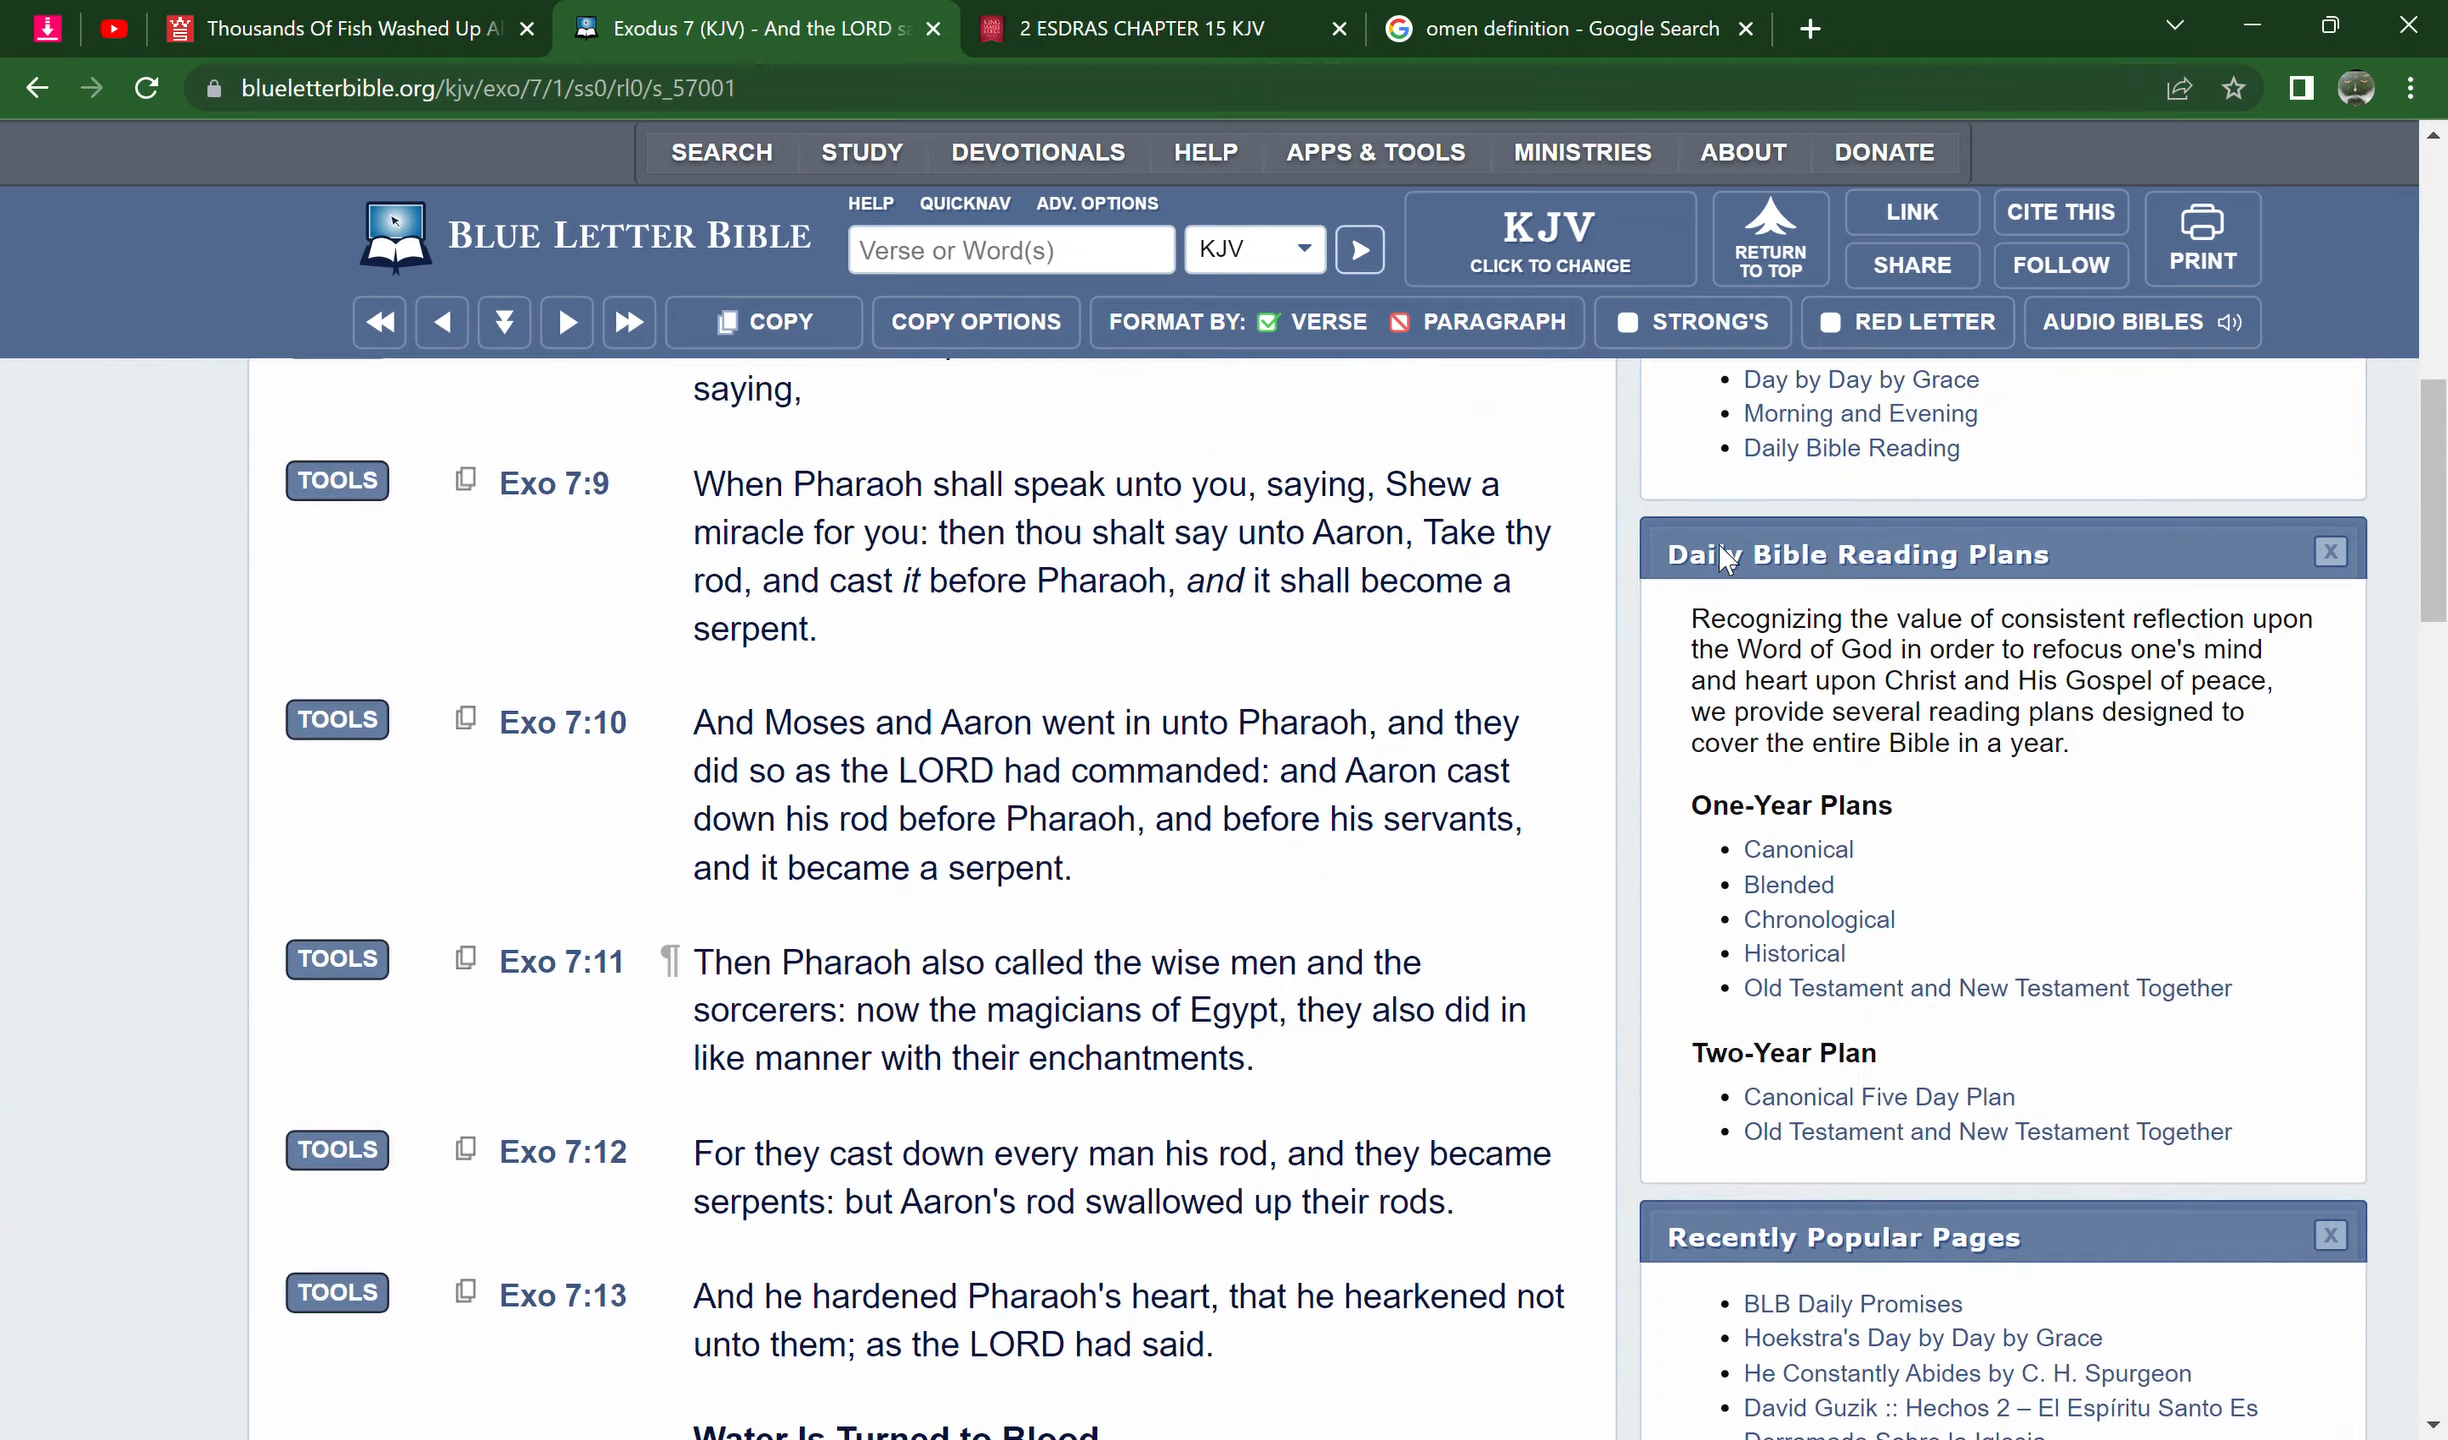 Thousands Of Fish Washed Up Al
Exodus 7 (KJV) - And the LORD sa
2 ESDRAS CHAPTER 15 KJV
omen definition - Google Search
blueletterbible.org/kjv/exo/7/1/ss0/rl0/s_57001
SEARCH STUDY DEVOTIONALS HELP APPS & TOOLS MINISTRIES ABOUT DONATE
BLUE LETTER BIBLE
HELP QUICKNAV ADV. OPTIONS
Verse or Word(s)
KJV
KJV
CLICK TO CHANGE
RETURN
TO TOP
LINK
CITE THIS
SHARE
FOLLOW
PRINT
COPY
COPY OPTIONS
FORMAT BY: VERSE PARAGRAPH
STRONG'S
RED LETTER
AUDIO BIBLES
saying,
TOOLS Exo 7:9 When Pharaoh shall speak unto you, saying, Shew a
miracle for you: then thou shalt say unto Aaron, Take thy
rod, and cast it before Pharaoh, and it shall become a
serpent.
TOOLS Exo 7:10 And Moses and Aaron went in unto Pharaoh, and they
did so as the LORD had commanded: and Aaron cast
down his rod before Pharaoh, and before his servants,
and it became a serpent.
TOOLS Exo 7:11 ¶ Then Pharaoh also called the wise men and the
sorcerers: now the magicians of Egypt, they also did in
like manner with their enchantments.
TOOLS Exo 7:12 For they cast down every man his rod, and they became
serpents: but Aaron's rod swallowed up their rods.
TOOLS Exo 7:13 And he hardened Pharaoh's heart, that he hearkened not
unto them; as the LORD had said.
Water Is Turned to Blood
• Day by Day by Grace
• Morning and Evening
• Daily Bible Reading
Daily Bible Reading Plans X
Recognizing the value of consistent reflection upon
the Word of God in order to refocus one's mind
and heart upon Christ and His Gospel of peace,
we provide several reading plans designed to
cover the entire Bible in a year.
One-Year Plans
• Canonical
• Blended
• Chronological
• Historical
• Old Testament and New Testament Together
Two-Year Plan
• Canonical Five Day Plan
• Old Testament and New Testament Together
Recently Popular Pages X
• BLB Daily Promises
• Hoekstra's Day by Day by Grace
• He Constantly Abides by C. H. Spurgeon
• David Guzik :: Hechos 2 – El Espíritu Santo Es
Derramado Sobre la Iglesia